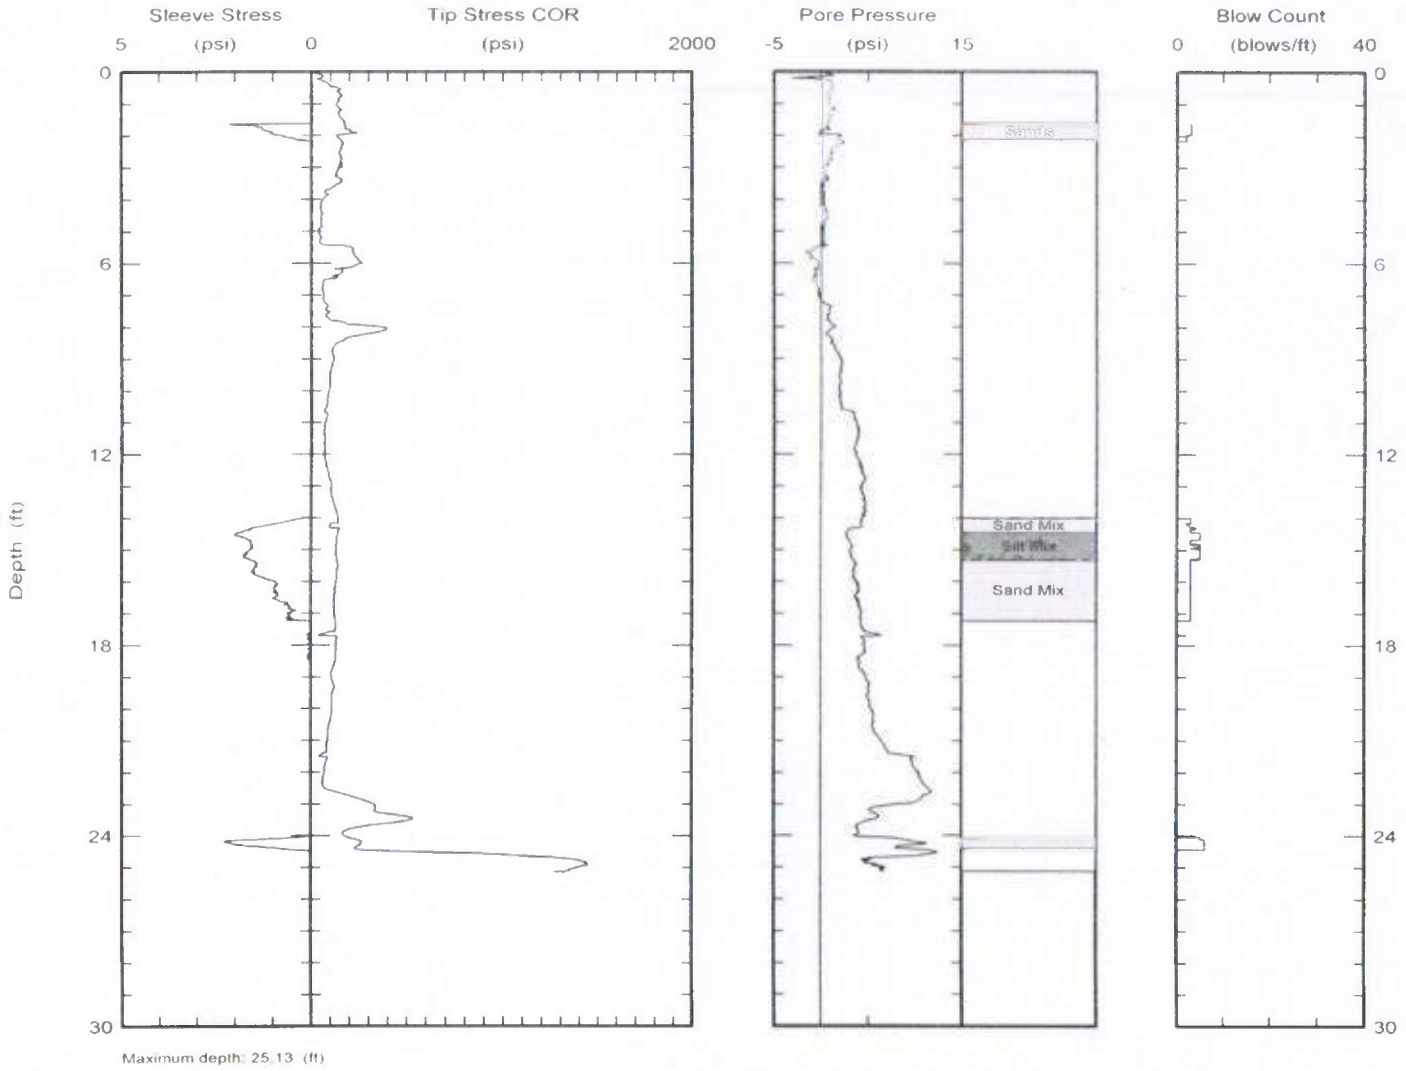 Sleeve Stress Tip Stress COR Pore Pressure Blow Count
5 (psi) 0 (psi) 2000 -5 (psi) 15 0 (blows/ft) 40
0 0
Sands
6 6
12 12
Sand Mix
Silt Mix
Sand Mix
18 18
24 24
30 30
Depth (ft)
Maximum depth: 25.13 (ft)